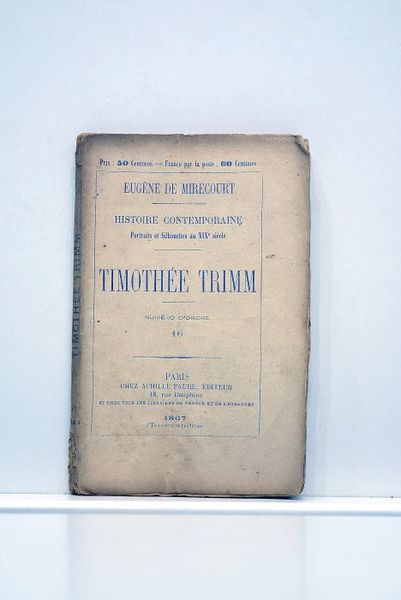 Prix : 50 Centimes. — Franco par la poste : 60 Centimes
EUGÈNE DE MIRECOURT
HISTOIRE CONTEMPORAINE
Portraits et Silhouettes au XIXe siècle
TIMOTHÉE TRIMM
NUMÉRO D'ORDRE
46
PARIS
CHEZ ACHILLE FAURE, ÉDITEUR
18, rue Dauphine
ET CHEZ TOUS LES LIBRAIRES DE FRANCE ET DE L'ÉTRANGER
1867
TIMOTHÉE TRIMM